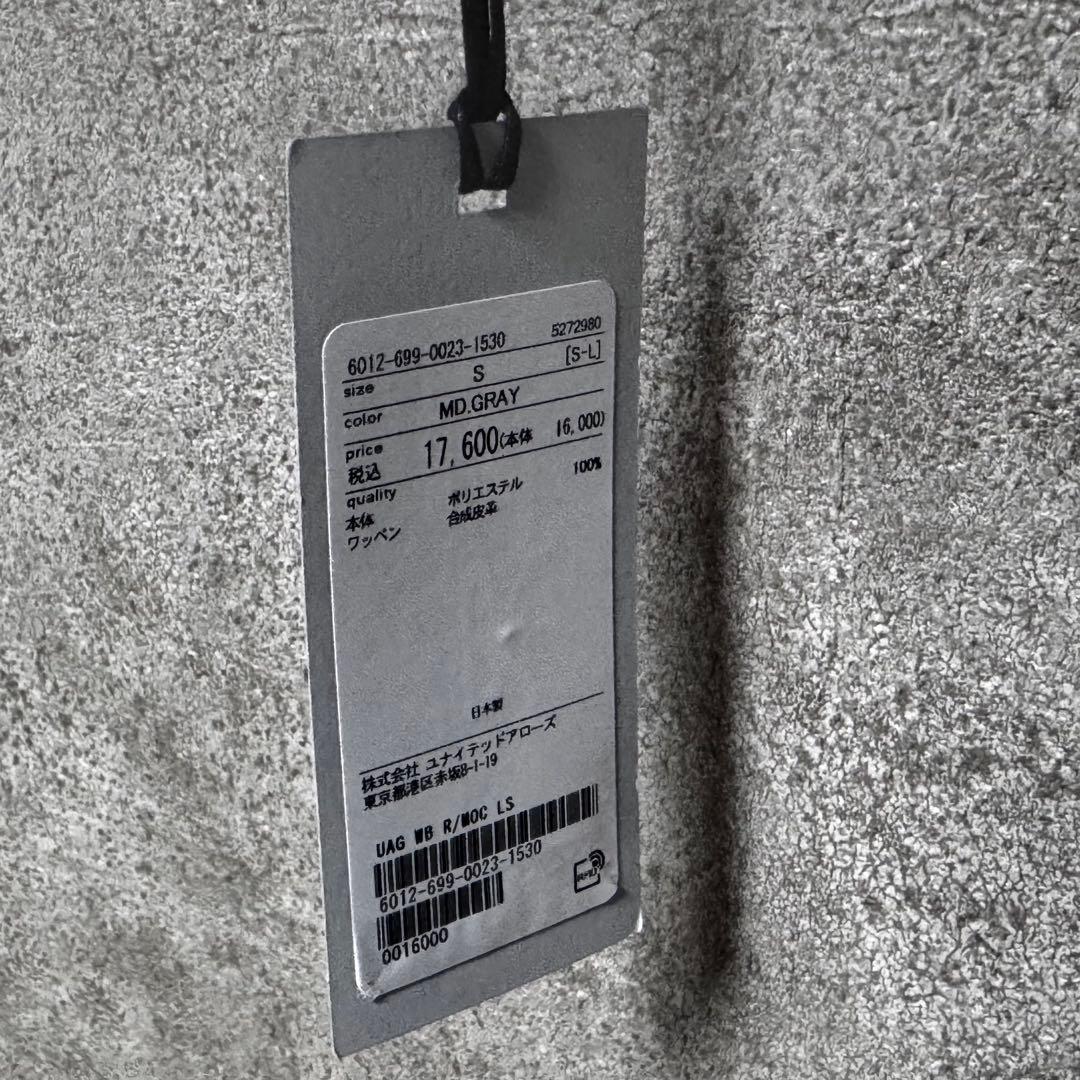 6012-699-0023-1530 5272980
size S [S-L]
color MD.GRAY
price
税込 17,600(本体 16,000)
quality
本体 ポリエステル 100%
ワッペン 合成皮革
日本製
株式会社 ユナイテッドアローズ
東京都港区赤坂8-1-19
UAG WB R/MOC LS
6012-699-0023-1530
0016000
RFID